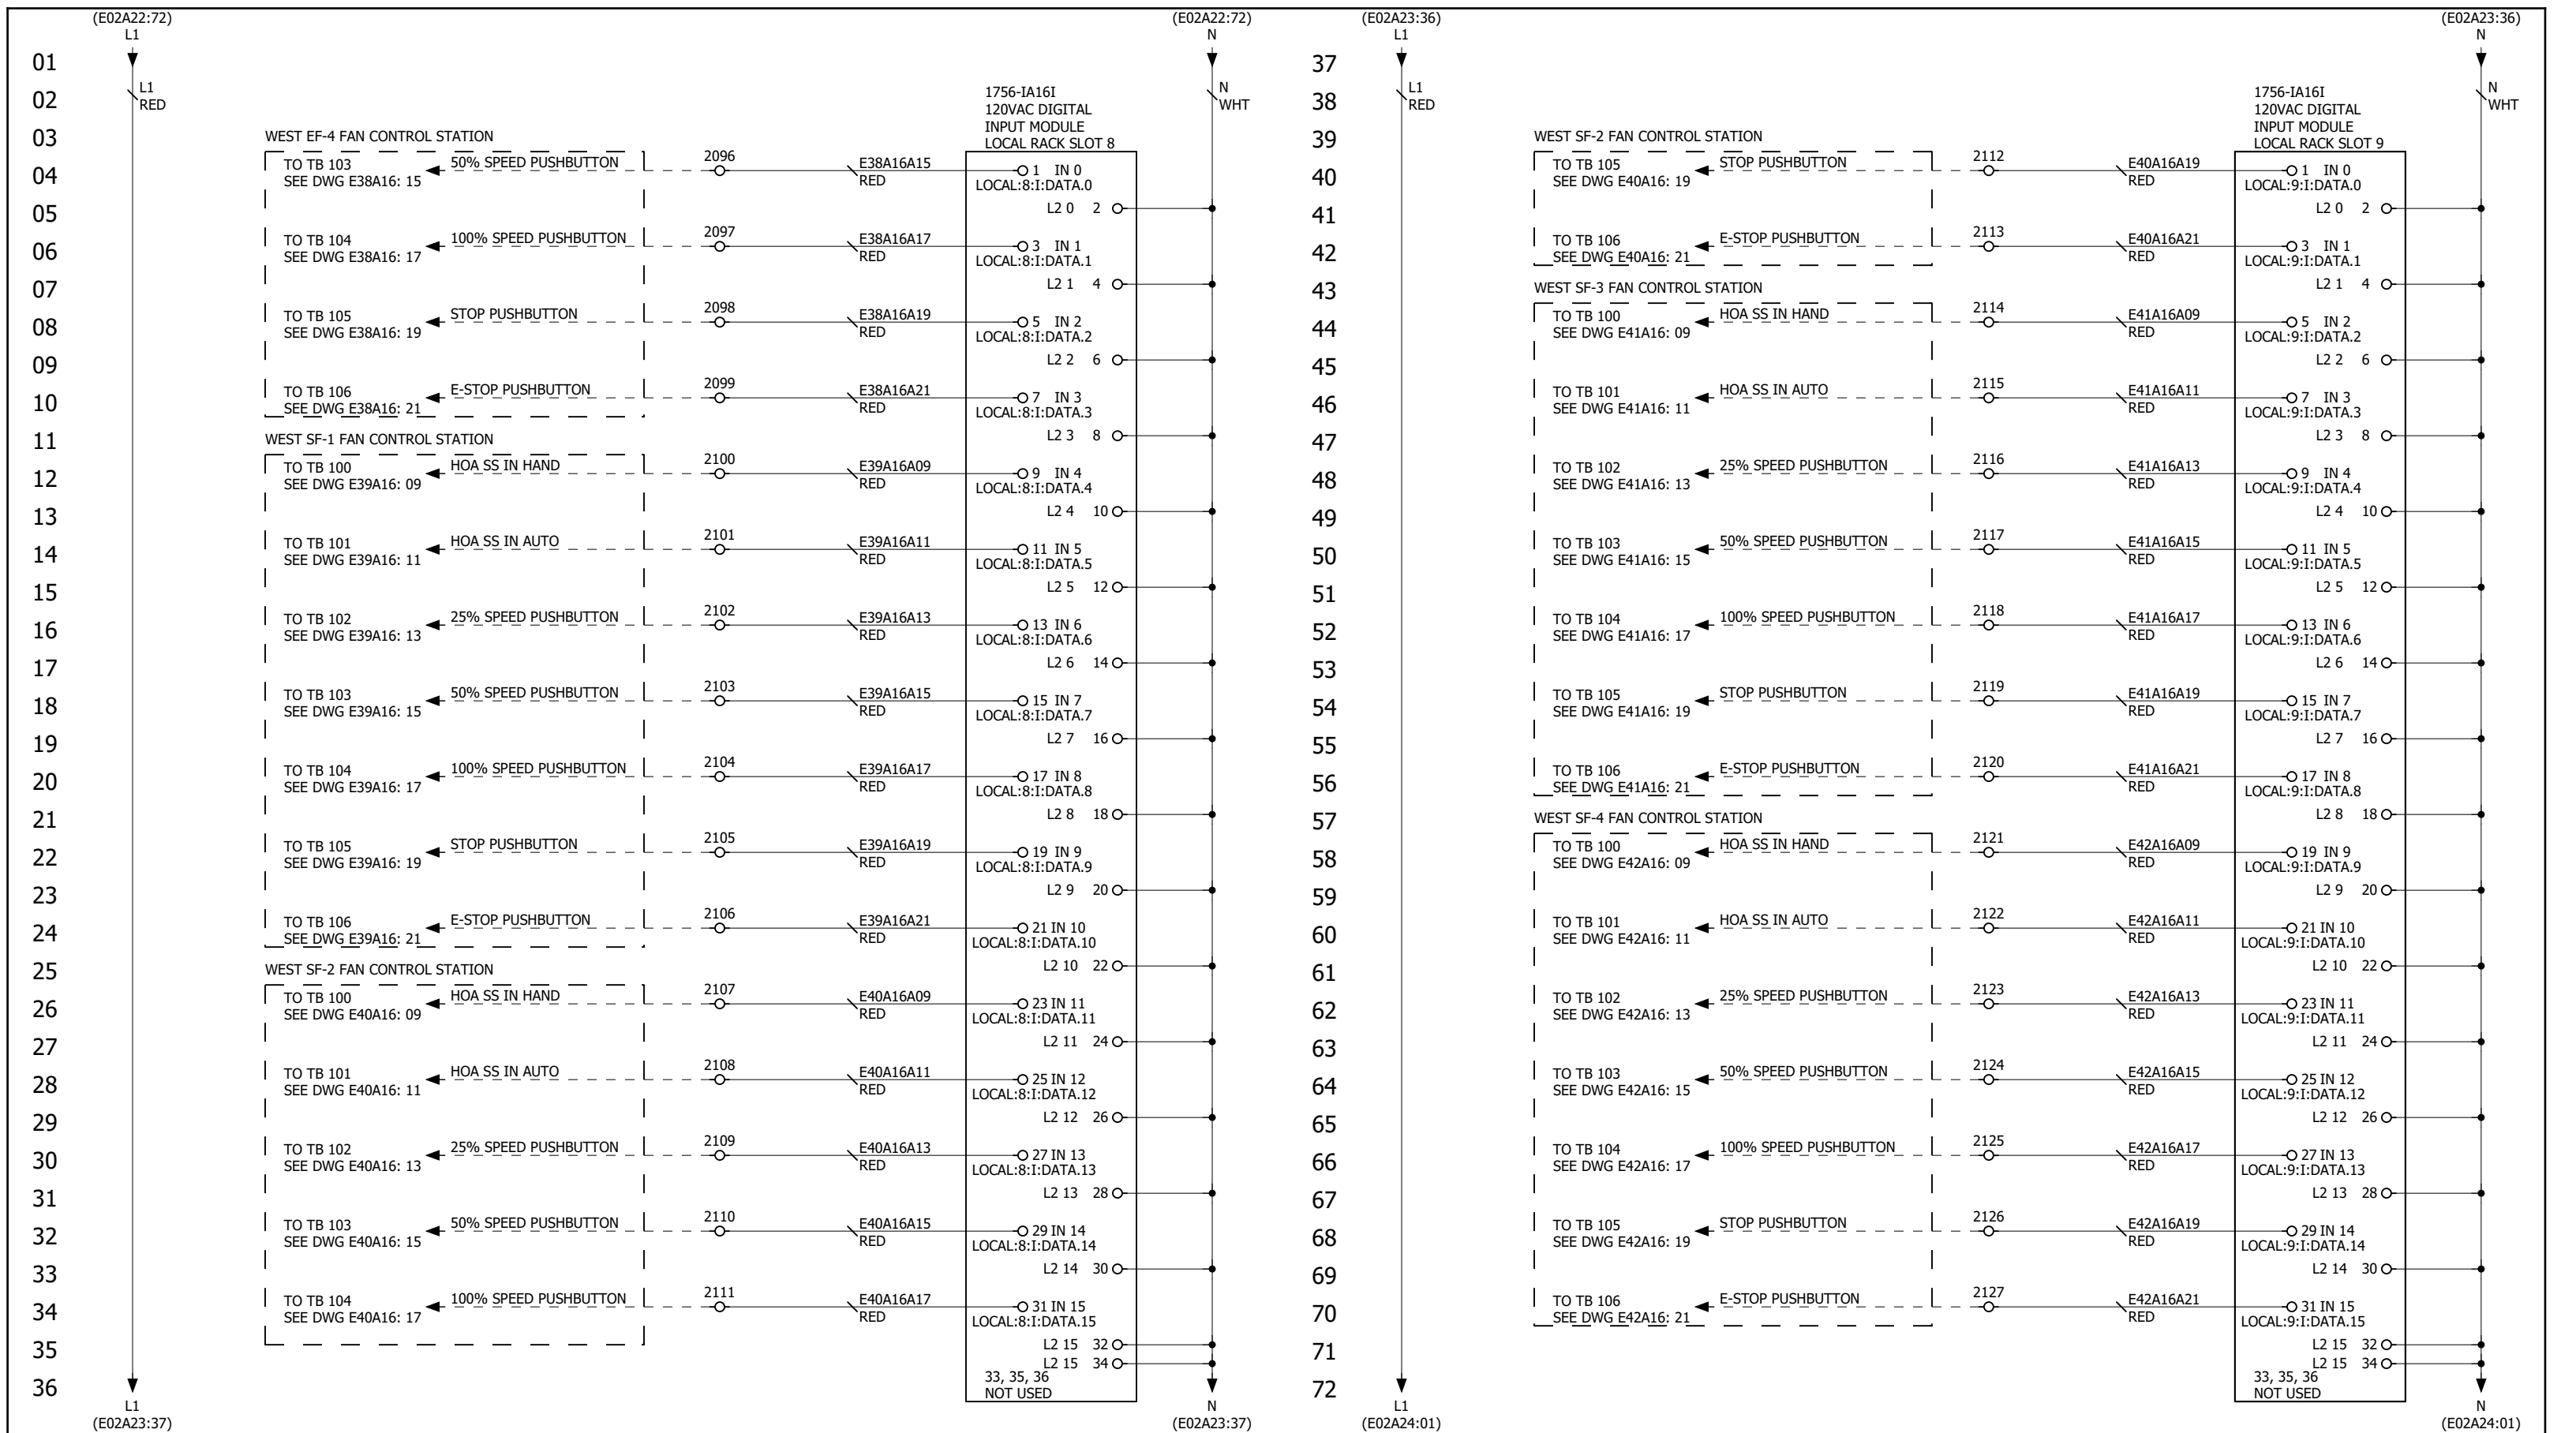 (E02A22:72)
L1
(E02A22:72)
N
01
02
03
04
05
06
07
08
09
10
11
12
13
14
15
16
17
18
19
20
21
22
23
24
25
26
27
28
29
30
31
32
33
34
35
36
L1
RED
N
WHT
1756-IA16I
120VAC DIGITAL
INPUT MODULE
LOCAL RACK SLOT 8
WEST EF-4 FAN CONTROL STATION
TO TB 103
SEE DWG E38A16: 15
50% SPEED PUSHBUTTON
2096
E38A16A15
RED
1 IN 0
LOCAL:8:I:DATA.0
L2 0 2
TO TB 104
SEE DWG E38A16: 17
100% SPEED PUSHBUTTON
2097
E38A16A17
RED
3 IN 1
LOCAL:8:I:DATA.1
L2 1 4
TO TB 105
SEE DWG E38A16: 19
STOP PUSHBUTTON
2098
E38A16A19
RED
5 IN 2
LOCAL:8:I:DATA.2
L2 2 6
TO TB 106
SEE DWG E38A16: 21
E-STOP PUSHBUTTON
2099
E38A16A21
RED
7 IN 3
LOCAL:8:I:DATA.3
L2 3 8
WEST SF-1 FAN CONTROL STATION
TO TB 100
SEE DWG E39A16: 09
HOA SS IN HAND
2100
E39A16A09
RED
9 IN 4
LOCAL:8:I:DATA.4
L2 4 10
TO TB 101
SEE DWG E39A16: 11
HOA SS IN AUTO
2101
E39A16A11
RED
11 IN 5
LOCAL:8:I:DATA.5
L2 5 12
TO TB 102
SEE DWG E39A16: 13
25% SPEED PUSHBUTTON
2102
E39A16A13
RED
13 IN 6
LOCAL:8:I:DATA.6
L2 6 14
TO TB 103
SEE DWG E39A16: 15
50% SPEED PUSHBUTTON
2103
E39A16A15
RED
15 IN 7
LOCAL:8:I:DATA.7
L2 7 16
TO TB 104
SEE DWG E39A16: 17
100% SPEED PUSHBUTTON
2104
E39A16A17
RED
17 IN 8
LOCAL:8:I:DATA.8
L2 8 18
TO TB 105
SEE DWG E39A16: 19
STOP PUSHBUTTON
2105
E39A16A19
RED
19 IN 9
LOCAL:8:I:DATA.9
L2 9 20
TO TB 106
SEE DWG E39A16: 21
E-STOP PUSHBUTTON
2106
E39A16A21
RED
21 IN 10
LOCAL:8:I:DATA.10
L2 10 22
WEST SF-2 FAN CONTROL STATION
TO TB 100
SEE DWG E40A16: 09
HOA SS IN HAND
2107
E40A16A09
RED
23 IN 11
LOCAL:8:I:DATA.11
L2 11 24
TO TB 101
SEE DWG E40A16: 11
HOA SS IN AUTO
2108
E40A16A11
RED
25 IN 12
LOCAL:8:I:DATA.12
L2 12 26
TO TB 102
SEE DWG E40A16: 13
25% SPEED PUSHBUTTON
2109
E40A16A13
RED
27 IN 13
LOCAL:8:I:DATA.13
L2 13 28
TO TB 103
SEE DWG E40A16: 15
50% SPEED PUSHBUTTON
2110
E40A16A15
RED
29 IN 14
LOCAL:8:I:DATA.14
L2 14 30
TO TB 104
SEE DWG E40A16: 17
100% SPEED PUSHBUTTON
2111
E40A16A17
RED
31 IN 15
LOCAL:8:I:DATA.15
L2 15 32
L2 15 34
33, 35, 36
NOT USED
L1
(E02A23:37)
N
(E02A23:37)
(E02A23:36)
L1
(E02A23:36)
N
37
38
39
40
41
42
43
44
45
46
47
48
49
50
51
52
53
54
55
56
57
58
59
60
61
62
63
64
65
66
67
68
69
70
71
72
L1
RED
N
WHT
1756-IA16I
120VAC DIGITAL
INPUT MODULE
LOCAL RACK SLOT 9
WEST SF-2 FAN CONTROL STATION
TO TB 105
SEE DWG E40A16: 19
STOP PUSHBUTTON
2112
E40A16A19
RED
1 IN 0
LOCAL:9:I:DATA.0
L2 0 2
TO TB 106
SEE DWG E40A16: 21
E-STOP PUSHBUTTON
2113
E40A16A21
RED
3 IN 1
LOCAL:9:I:DATA.1
L2 1 4
WEST SF-3 FAN CONTROL STATION
TO TB 100
SEE DWG E41A16: 09
HOA SS IN HAND
2114
E41A16A09
RED
5 IN 2
LOCAL:9:I:DATA.2
L2 2 6
TO TB 101
SEE DWG E41A16: 11
HOA SS IN AUTO
2115
E41A16A11
RED
7 IN 3
LOCAL:9:I:DATA.3
L2 3 8
TO TB 102
SEE DWG E41A16: 13
25% SPEED PUSHBUTTON
2116
E41A16A13
RED
9 IN 4
LOCAL:9:I:DATA.4
L2 4 10
TO TB 103
SEE DWG E41A16: 15
50% SPEED PUSHBUTTON
2117
E41A16A15
RED
11 IN 5
LOCAL:9:I:DATA.5
L2 5 12
TO TB 104
SEE DWG E41A16: 17
100% SPEED PUSHBUTTON
2118
E41A16A17
RED
13 IN 6
LOCAL:9:I:DATA.6
L2 6 14
TO TB 105
SEE DWG E41A16: 19
STOP PUSHBUTTON
2119
E41A16A19
RED
15 IN 7
LOCAL:9:I:DATA.7
L2 7 16
TO TB 106
SEE DWG E41A16: 21
E-STOP PUSHBUTTON
2120
E41A16A21
RED
17 IN 8
LOCAL:9:I:DATA.8
L2 8 18
WEST SF-4 FAN CONTROL STATION
TO TB 100
SEE DWG E42A16: 09
HOA SS IN HAND
2121
E42A16A09
RED
19 IN 9
LOCAL:9:I:DATA.9
L2 9 20
TO TB 101
SEE DWG E42A16: 11
HOA SS IN AUTO
2122
E42A16A11
RED
21 IN 10
LOCAL:9:I:DATA.10
L2 10 22
TO TB 102
SEE DWG E42A16: 13
25% SPEED PUSHBUTTON
2123
E42A16A13
RED
23 IN 11
LOCAL:9:I:DATA.11
L2 11 24
TO TB 103
SEE DWG E42A16: 15
50% SPEED PUSHBUTTON
2124
E42A16A15
RED
25 IN 12
LOCAL:9:I:DATA.12
L2 12 26
TO TB 104
SEE DWG E42A16: 17
100% SPEED PUSHBUTTON
2125
E42A16A17
RED
27 IN 13
LOCAL:9:I:DATA.13
L2 13 28
TO TB 105
SEE DWG E42A16: 19
STOP PUSHBUTTON
2126
E42A16A19
RED
29 IN 14
LOCAL:9:I:DATA.14
L2 14 30
TO TB 106
SEE DWG E42A16: 21
E-STOP PUSHBUTTON
2127
E42A16A21
RED
31 IN 15
LOCAL:9:I:DATA.15
L2 15 32
L2 15 34
33, 35, 36
NOT USED
L1
(E02A24:01)
N
(E02A24:01)